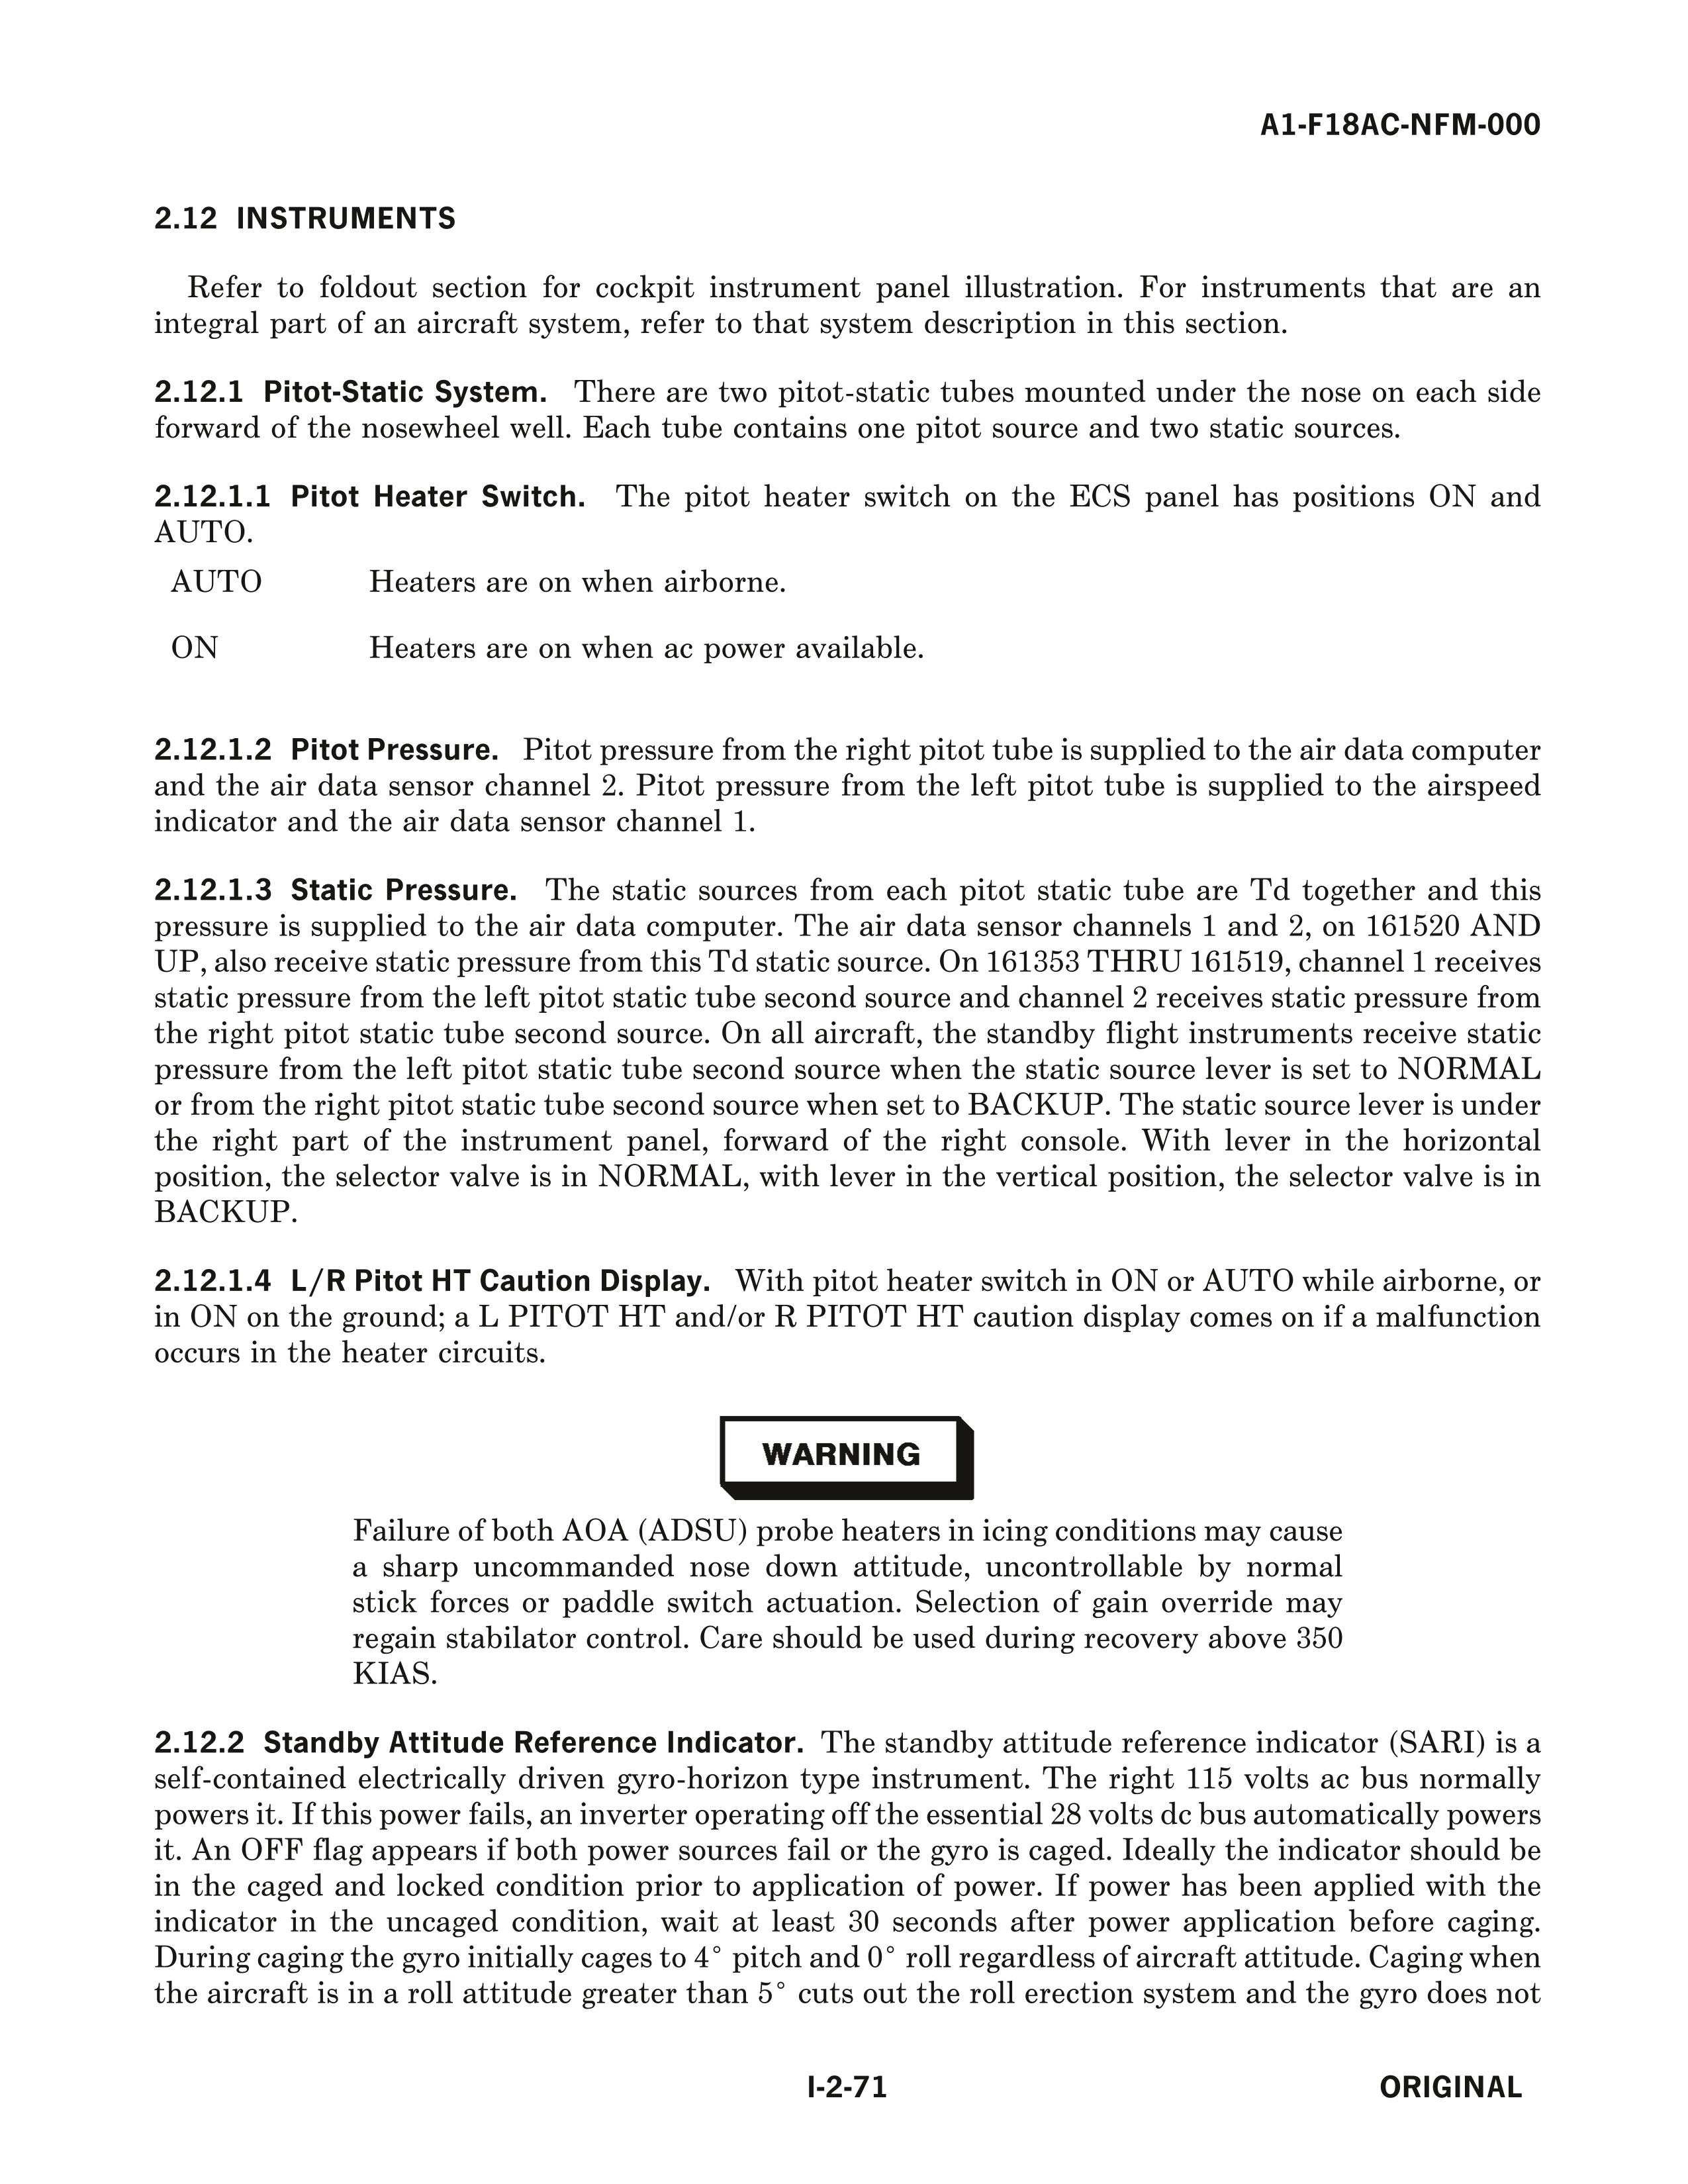 A1-F18AC-NFM-000
2.12 INSTRUMENTS
Refer to foldout section for cockpit instrument panel illustration. For instruments that are an
integral part of an aircraft system, refer to that system description in this section.
2.12.1 Pitot-Static System. There are two pitot-static tubes mounted under the nose on each side
forward of the nosewheel well. Each tube contains one pitot source and two static sources.
2.12.1.1 Pitot Heater Switch. The pitot heater switch on the ECS panel has positions ON and
AUTO.
AUTO Heaters are on when airborne.
ON Heaters are on when ac power available.
2.12.1.2 Pitot Pressure. Pitot pressure from the right pitot tube is supplied to the air data computer
and the air data sensor channel 2. Pitot pressure from the left pitot tube is supplied to the airspeed
indicator and the air data sensor channel 1.
2.12.1.3 Static Pressure. The static sources from each pitot static tube are Td together and this
pressure is supplied to the air data computer. The air data sensor channels 1 and 2, on 161520 AND
UP, also receive static pressure from this Td static source. On 161353 THRU 161519, channel 1 receives
static pressure from the left pitot static tube second source and channel 2 receives static pressure from
the right pitot static tube second source. On all aircraft, the standby flight instruments receive static
pressure from the left pitot static tube second source when the static source lever is set to NORMAL
or from the right pitot static tube second source when set to BACKUP. The static source lever is under
the right part of the instrument panel, forward of the right console. With lever in the horizontal
position, the selector valve is in NORMAL, with lever in the vertical position, the selector valve is in
BACKUP.
2.12.1.4 L/R Pitot HT Caution Display. With pitot heater switch in ON or AUTO while airborne, or
in ON on the ground; a L PITOT HT and/or R PITOT HT caution display comes on if a malfunction
occurs in the heater circuits.
WARNING
Failure of both AOA (ADSU) probe heaters in icing conditions may cause
a sharp uncommanded nose down attitude, uncontrollable by normal
stick forces or paddle switch actuation. Selection of gain override may
regain stabilator control. Care should be used during recovery above 350
KIAS.
2.12.2 Standby Attitude Reference Indicator. The standby attitude reference indicator (SARI) is a
self-contained electrically driven gyro-horizon type instrument. The right 115 volts ac bus normally
powers it. If this power fails, an inverter operating off the essential 28 volts dc bus automatically powers
it. An OFF flag appears if both power sources fail or the gyro is caged. Ideally the indicator should be
in the caged and locked condition prior to application of power. If power has been applied with the
indicator in the uncaged condition, wait at least 30 seconds after power application before caging.
During caging the gyro initially cages to 4° pitch and 0° roll regardless of aircraft attitude. Caging when
the aircraft is in a roll attitude greater than 5° cuts out the roll erection system and the gyro does not
I-2-71
ORIGINAL